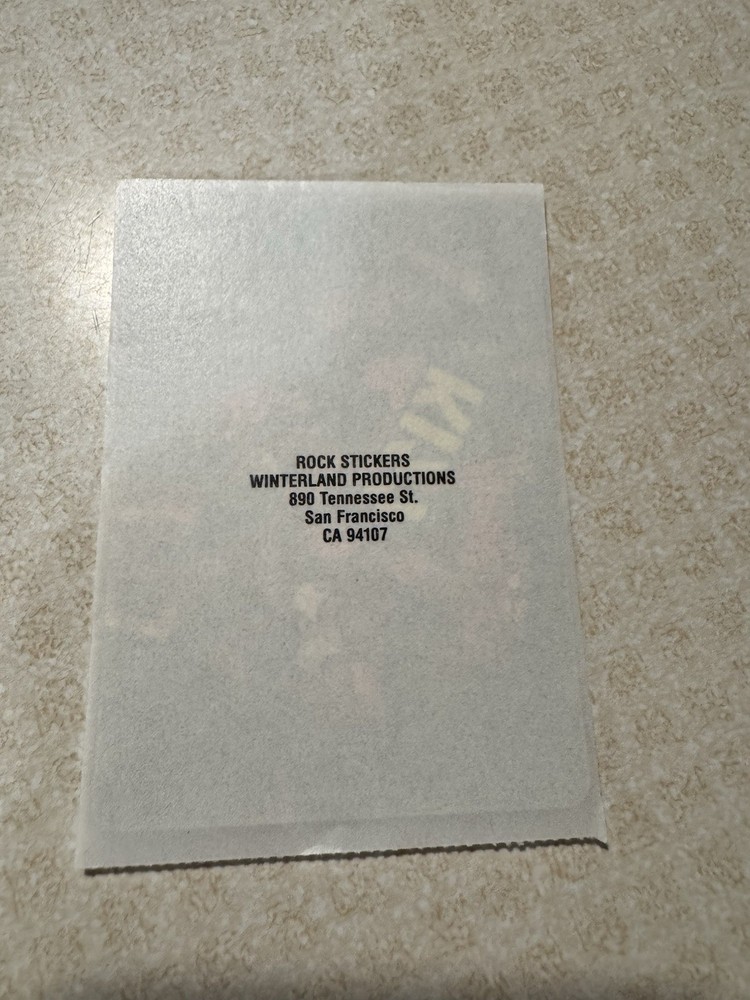 ROCK STICKERS
WINTERLAND PRODUCTIONS
890 Tennessee St.
San Francisco
CA 94107